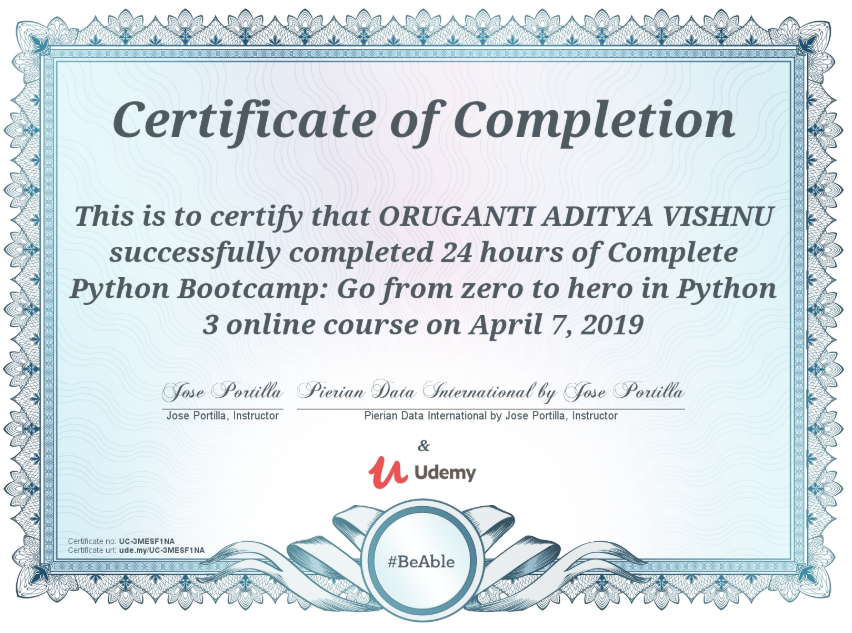 Certificate of Completion
This is to certify that ORUGANTI ADITYA VISHNU
successfully completed 24 hours of Complete
Python Bootcamp: Go from zero to hero in Python
3 online course on April 7, 2019
Jose Portilla Pierian Data International by Jose Portilla
Jose Portilla, Instructor Pierian Data International by Jose Portilla, Instructor
&
Udemy
Certificate no: UC-3MESF1NA
Certificate url: ude.my/UC-3MESF1NA
#BeAble